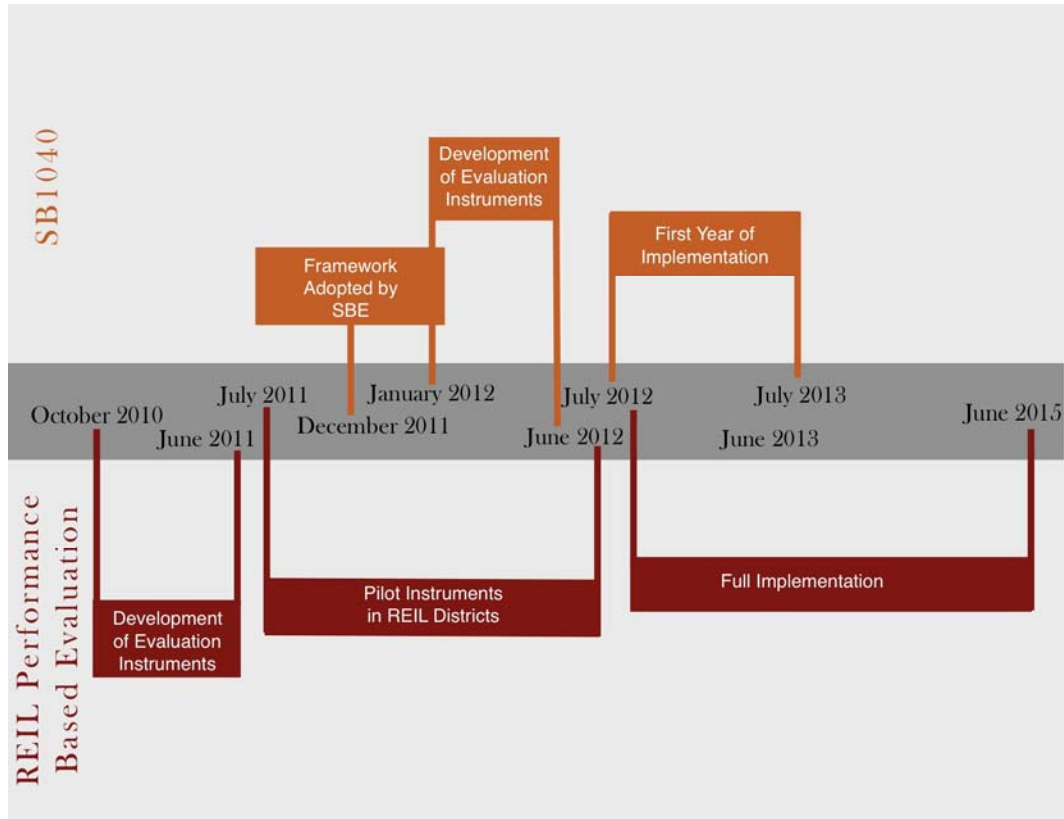 SB1040
Development
of Evaluation
Instruments
First Year of
Implementation
Framework
Adopted by
SBE
October 2010
June 2011
July 2011
December 2011
January 2012
June 2012
July 2012
June 2013
July 2013
June 2015
REIL Performance
Based Evaluation
Development
of Evaluation
Instruments
Pilot Instruments
in REIL Districts
Full Implementation